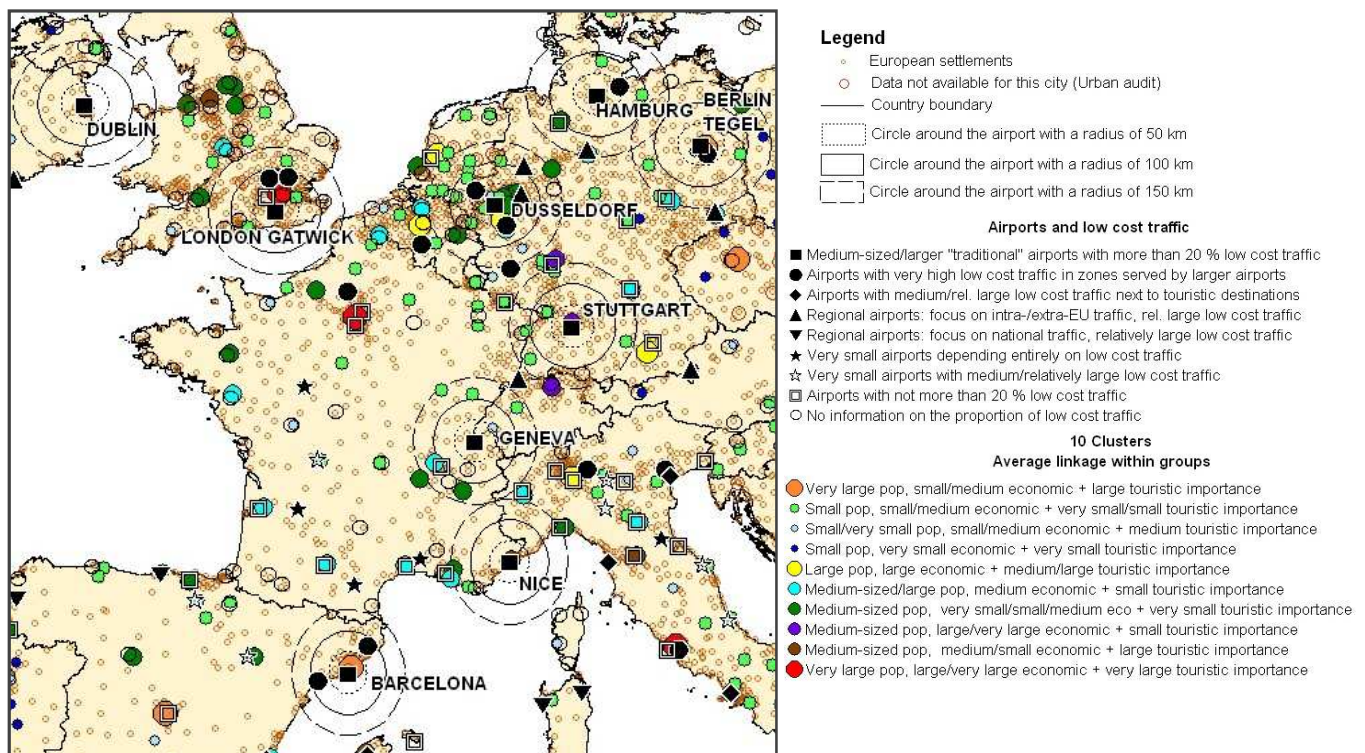 DUBLIN
LONDON GATWICK
HAMBURG
BERLIN
TEGEL
DUSSELDORF
STUTTGART
GENEVA
NICE
BARCELONA
Legend
European settlements
Data not available for this city (Urban audit)
Country boundary
Circle around the airport with a radius of 50 km
Circle around the airport with a radius of 100 km
Circle around the airport with a radius of 150 km
Airports and low cost traffic
Medium-sized/larger "traditional" airports with more than 20 % low cost traffic
Airports with very high low cost traffic in zones served by larger airports
Airports with medium/rel. large low cost traffic next to touristic destinations
Regional airports: focus on intra-/extra-EU traffic, rel. large low cost traffic
Regional airports: focus on national traffic, relatively large low cost traffic
Very small airports depending entirely on low cost traffic
Very small airports with medium/relatively large low cost traffic
Airports with not more than 20 % low cost traffic
No information on the proportion of low cost traffic
10 Clusters
Average linkage within groups
Very large pop, small/medium economic + large touristic importance
Small pop, small/medium economic + very small/small touristic importance
Small/very small pop, small/medium economic + medium touristic importance
Small pop, very small economic + very small touristic importance
Large pop, large economic + medium/large touristic importance
Medium-sized/large pop, medium economic + small touristic importance
Medium-sized pop, very small/small/medium eco + very small touristic importance
Medium-sized pop, large/very large economic + small touristic importance
Medium-sized pop, medium/small economic + large touristic importance
Very large pop, large/very large economic + very large touristic importance